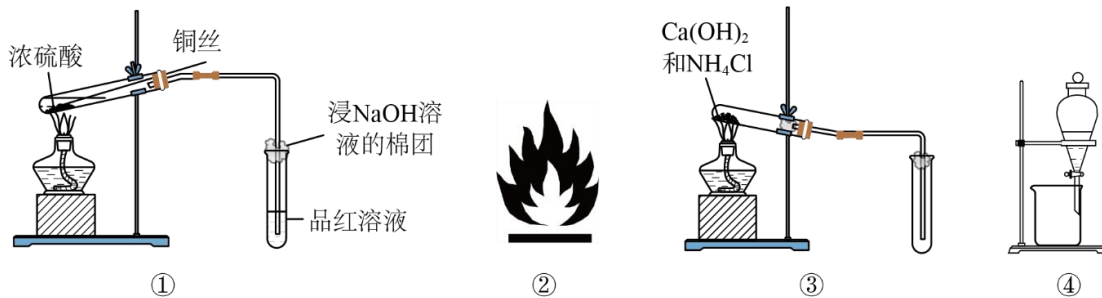 浓硫酸
铜丝
浸NaOH溶
液的棉团
品红溶液
①
②
Ca(OH)₂
和NH₄Cl
③
④